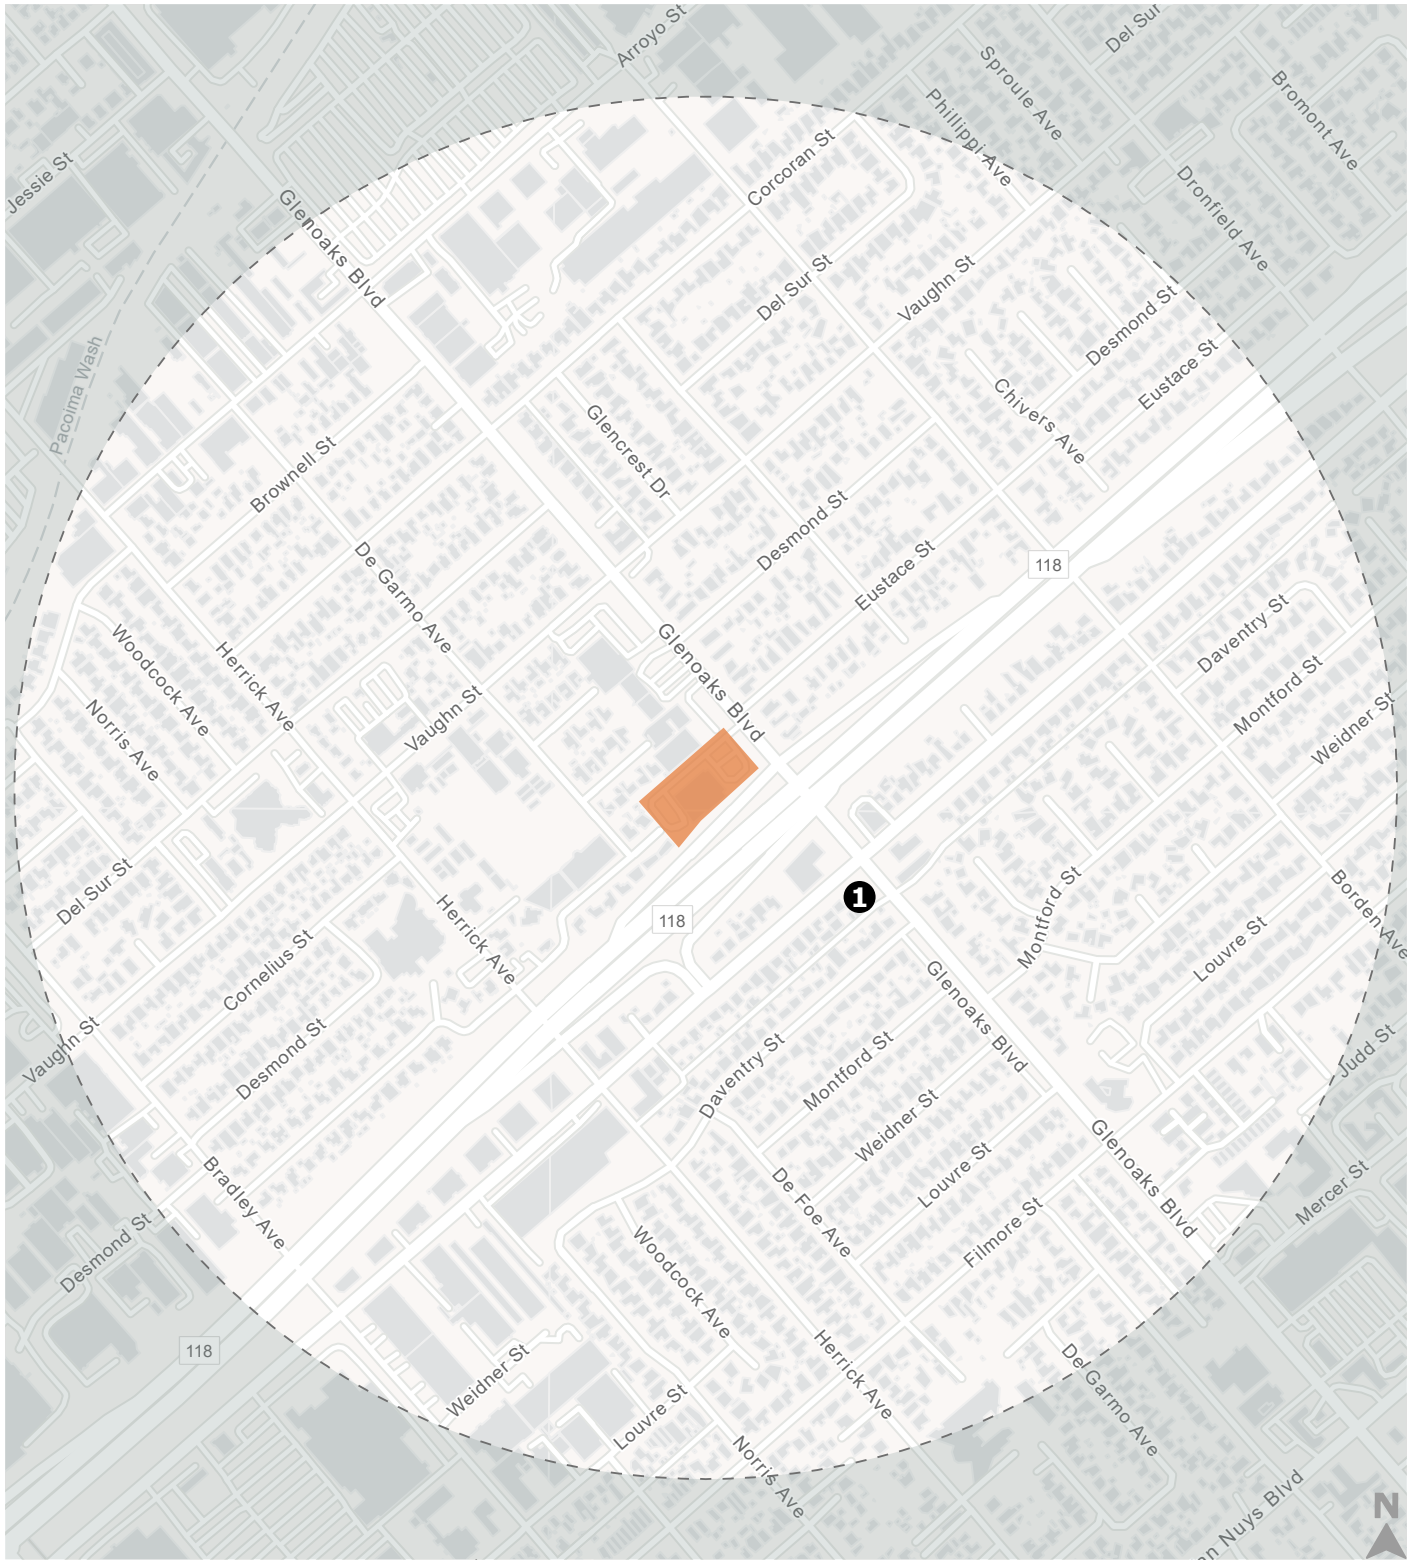 Arroyo St
Del Sur
Sproule Ave
Bromont Ave
Phillippi Ave
Jessie St
Corcoran St
Dronfield Ave
Glenoaks Blvd
Del Sur St
Vaughn St
Desmond St
Eustace St
Pacoima Wash
Chivers Ave
Glencrest Dr
Brownell St
Desmond St
Eustace St
118
De Garmo Ave
Daventry St
Woodcock Ave
Herrick Ave
Glenoaks Blvd
Montford St
Norris Ave
Vaughn St
Weidner St
Del Sur St
1
118
Montford St
Borden Ave
Herrick Ave
Louvre St
Cornelius St
Glenoaks Blvd
Vaughn St
Desmond St
Daventry St
Montford St
Judd St
Weidner St
Glenoaks Blvd
Louvre St
Bradley Ave
De Foe Ave
Mercer St
Desmond St
Filmore St
Woodcock Ave
118
Herrick Ave
Weidner St
De Garmo Ave
Louvre St
Norris Ave
an Nuys Blvd
N